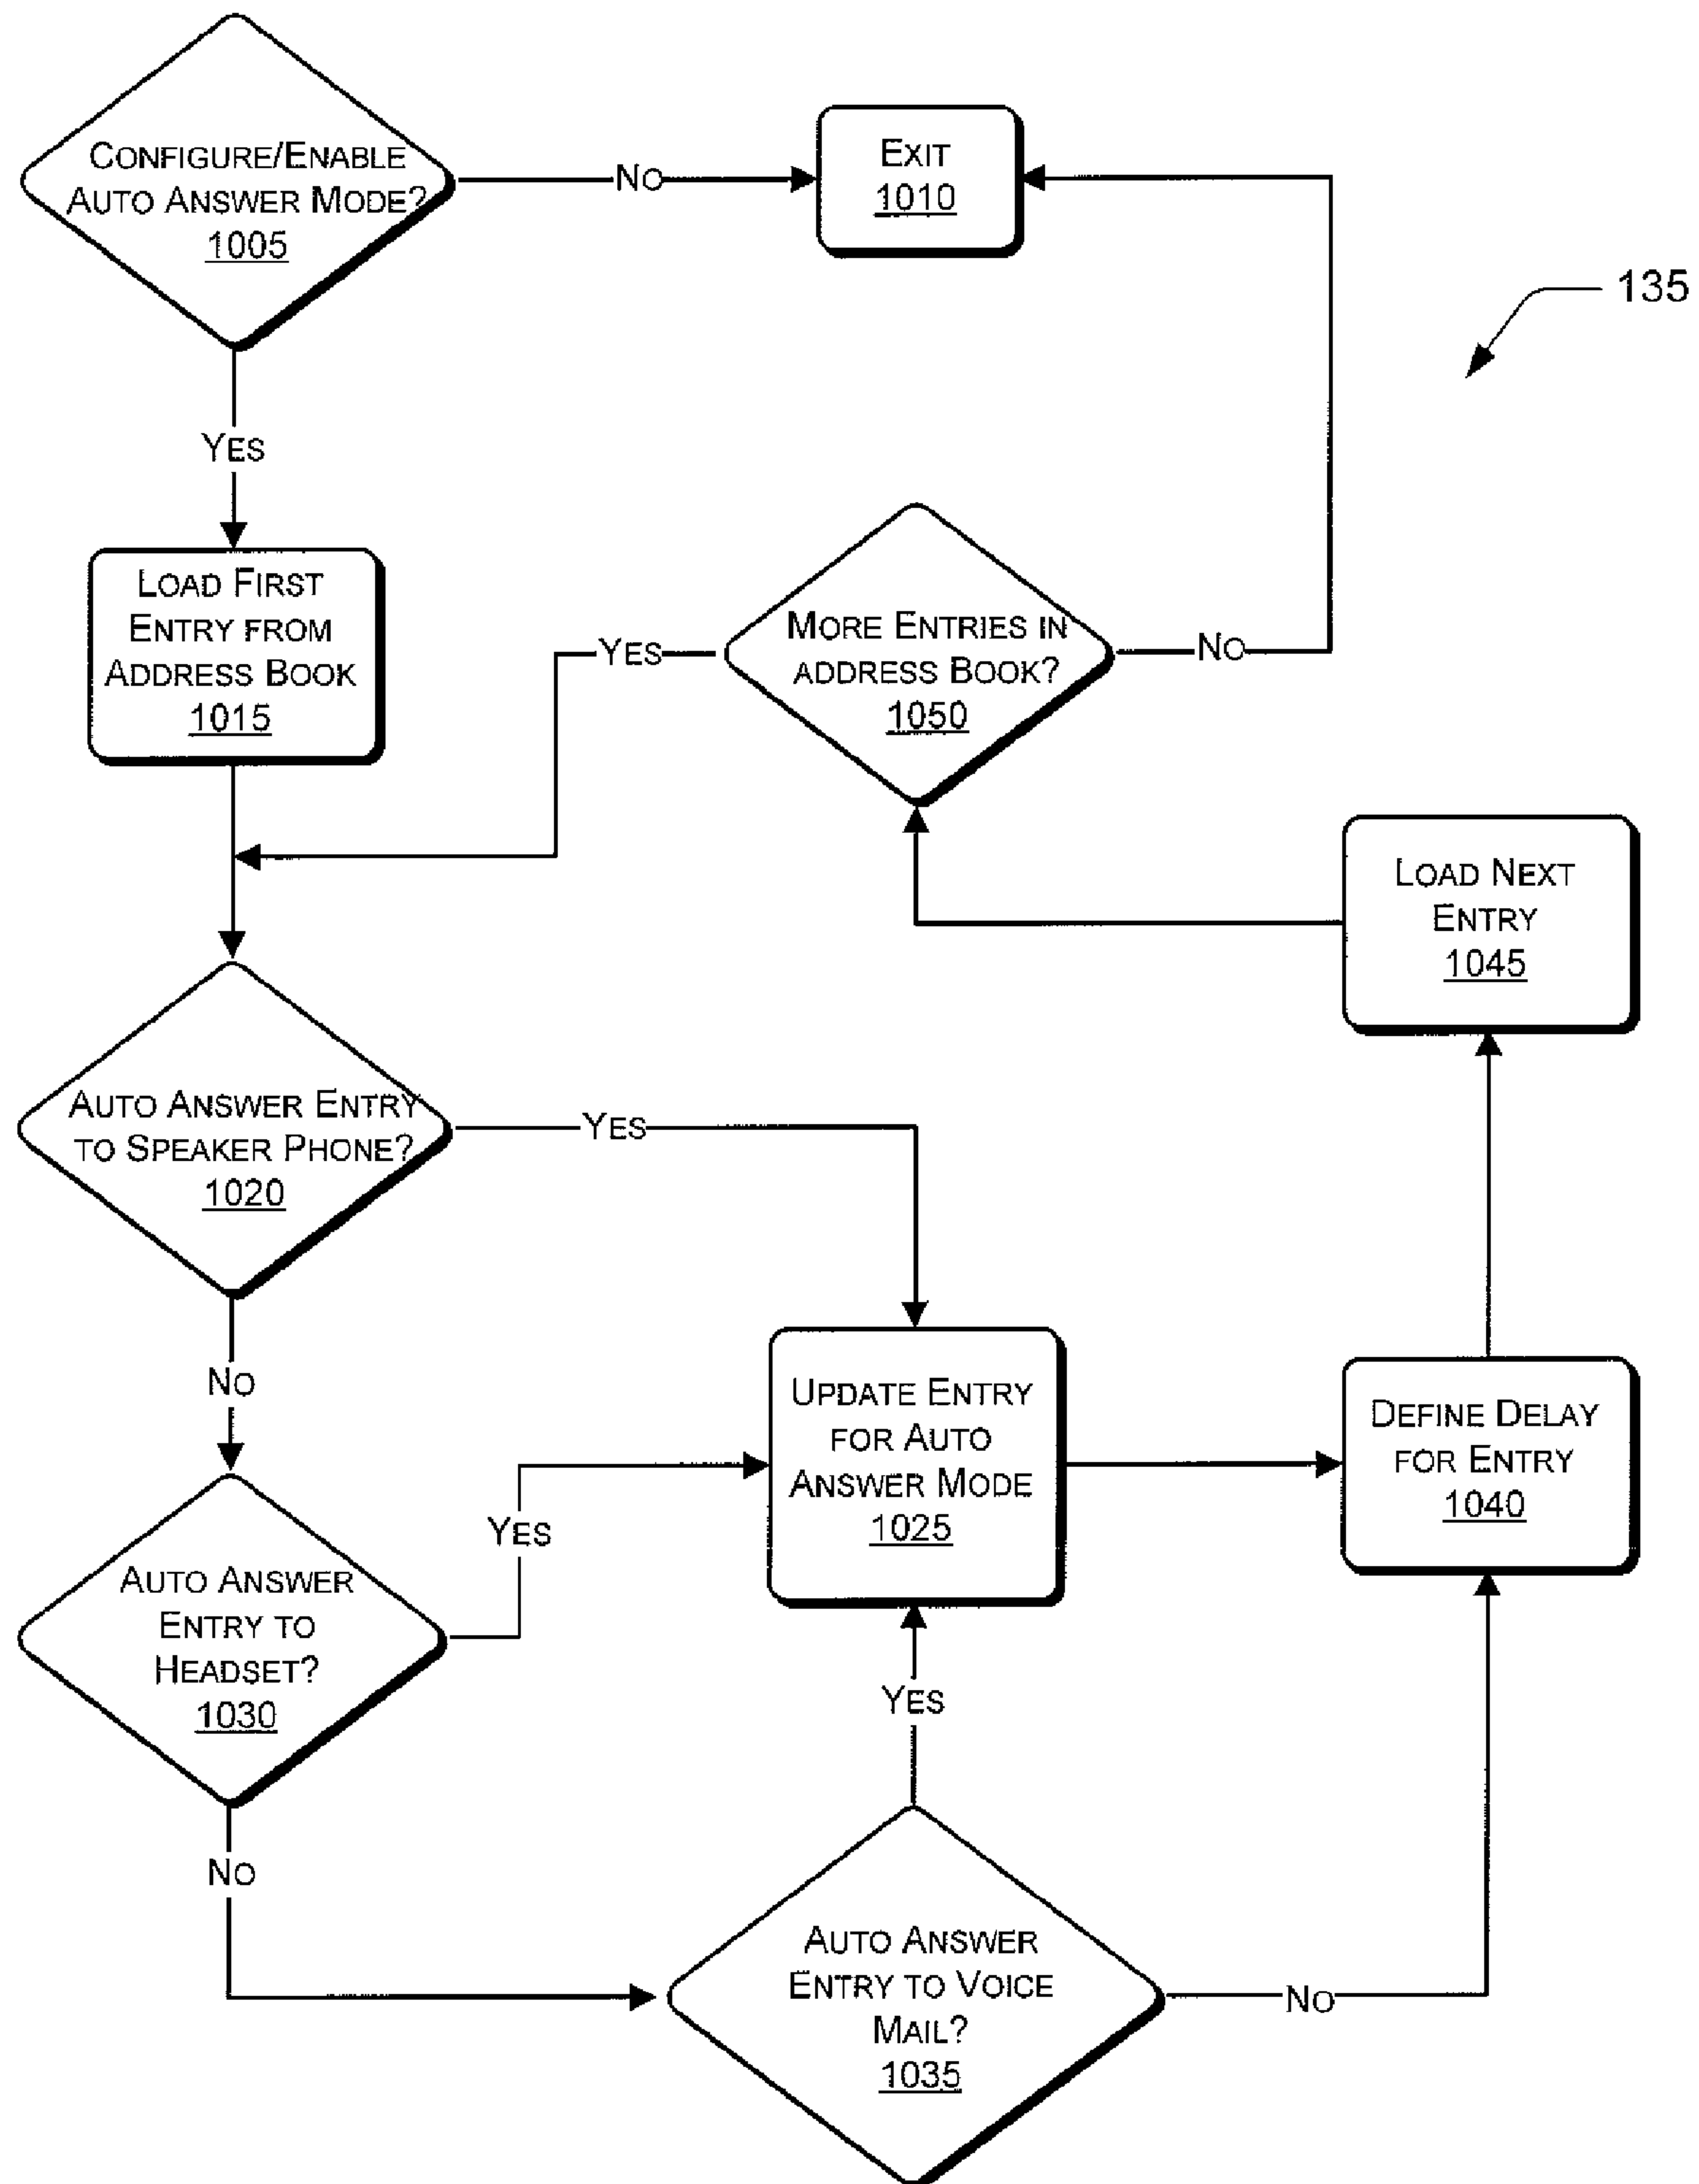 CONFIGURE/ENABLE
AUTO ANSWER MODE?
1005
NO
EXIT
1010
135
YES
LOAD FIRST
ENTRY FROM
ADDRESS BOOK
1015
YES
MORE ENTRIES IN
ADDRESS BOOK?
1050
NO
LOAD NEXT
ENTRY
1045
AUTO ANSWER ENTRY
TO SPEAKER PHONE?
1020
YES
NO
UPDATE ENTRY
FOR AUTO
ANSWER MODE
1025
DEFINE DELAY
FOR ENTRY
1040
YES
AUTO ANSWER
ENTRY TO
HEADSET?
1030
YES
NO
AUTO ANSWER
ENTRY TO VOICE
MAIL?
1035
NO